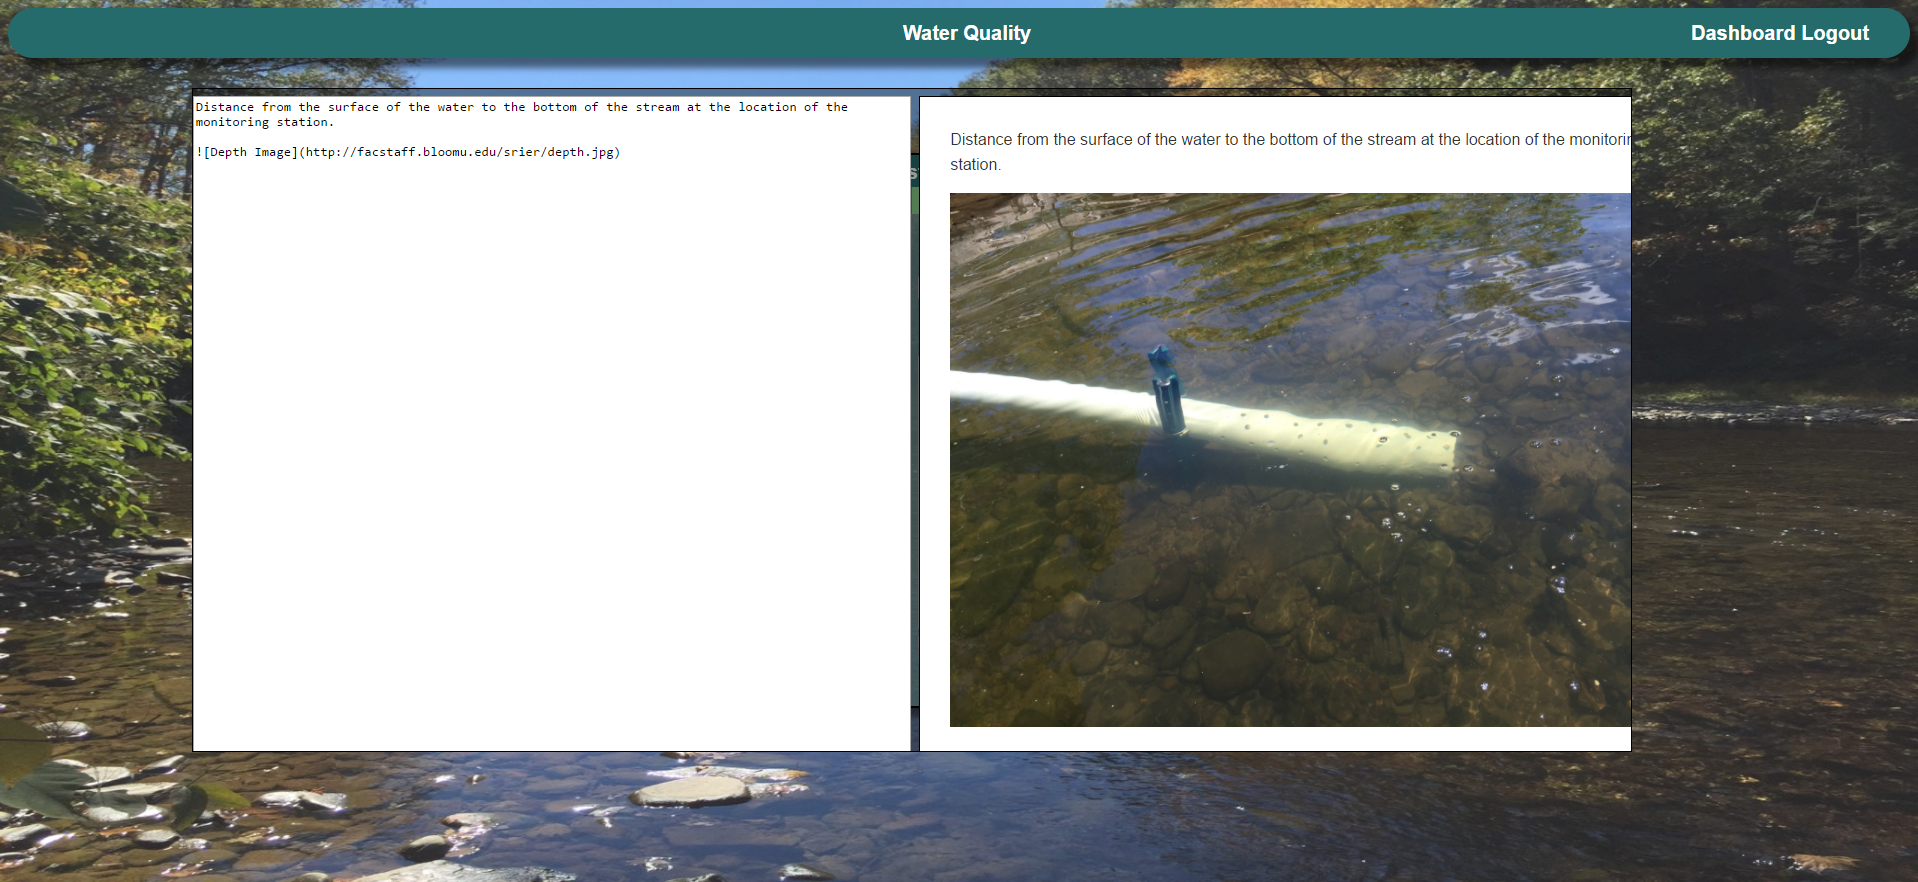 Water Quality
Dashboard Logout
Distance from the surface of the water to the bottom of the stream at the location of the
monitoring station.
![Depth Image](http://facstaff.bloomu.edu/srier/depth.jpg)
Distance from the surface of the water to the bottom of the stream at the location of the
station.